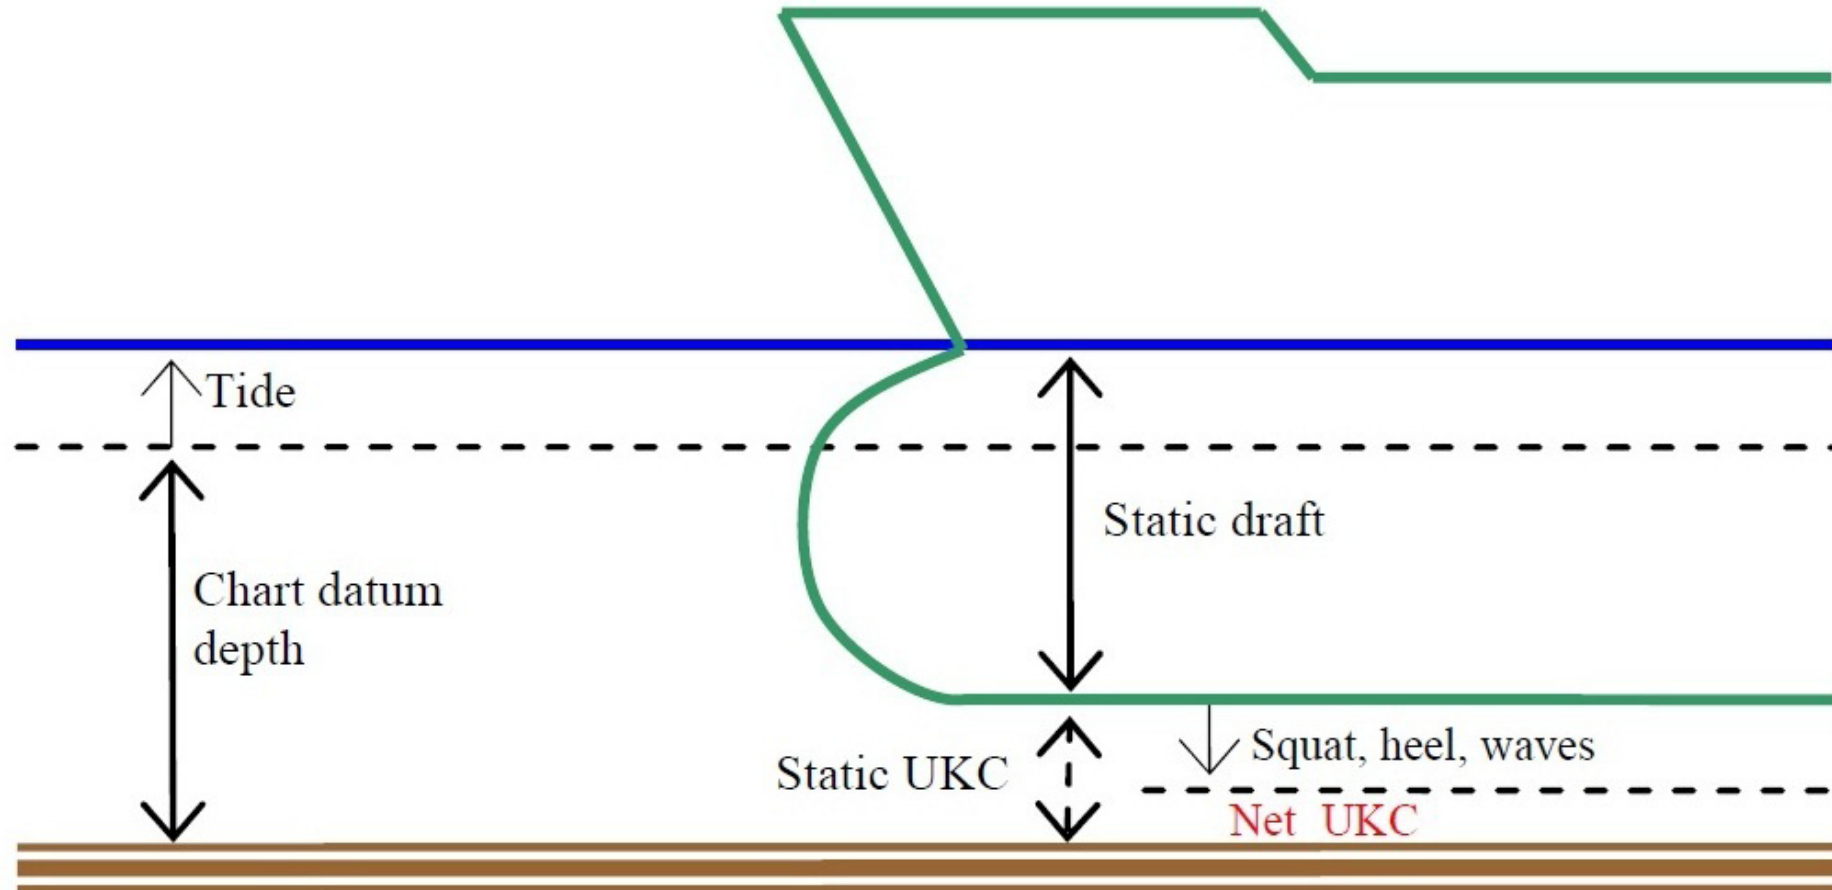 Tide
Static draft
Chart datum
depth
Squat, heel, waves
Static UKC
Net UKC